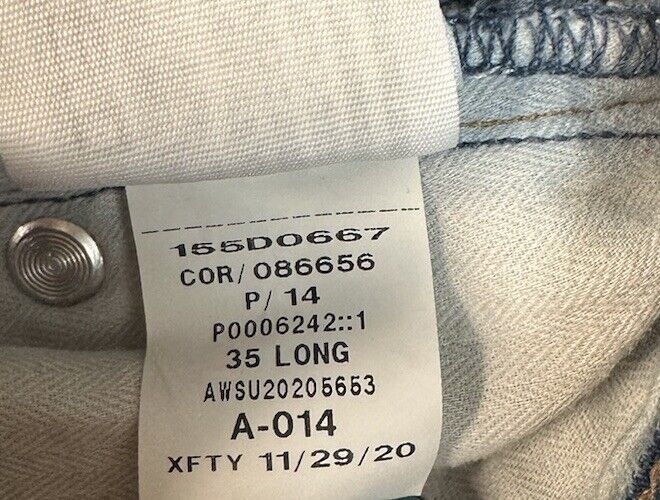 155D0667
COR/086656
P/ 14
P0006242::1
35 LONG
AWSU20205653
A-014
XFTY 11/29/20